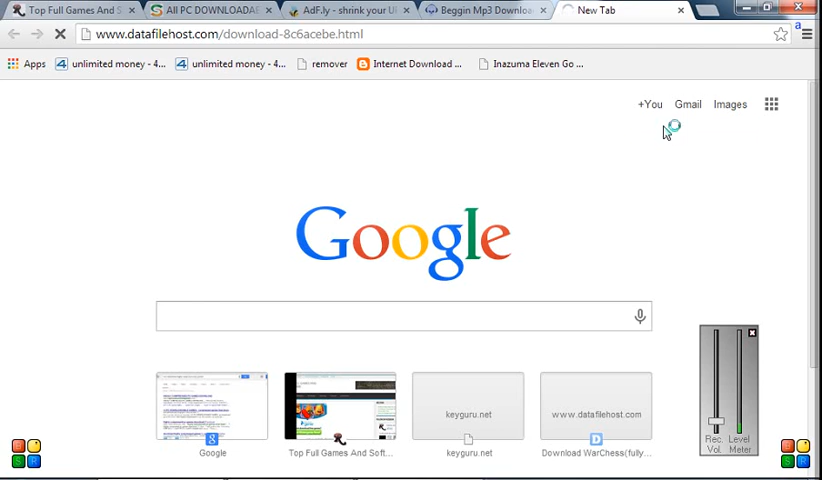 Top Full Games And S
All PC DOWNLOADAB
AdF.ly - shrink your U
Beggin Mp3 Downloa
New Tab
www.datafilehost.com/download-8c6acebe.html
a
Apps
4 unlimited money - 4...
4 unlimited money - 4...
remover
Internet Download ...
Inazuma Eleven Go ...
+You
Gmail
Images
Google
Rec. Vol.
Level Meter
keyguru.net
www.datafilehost.com
Google
Top Full Games And Soft...
keyguru.net
D
Download WarChess(fully...
B
S R
B
S R